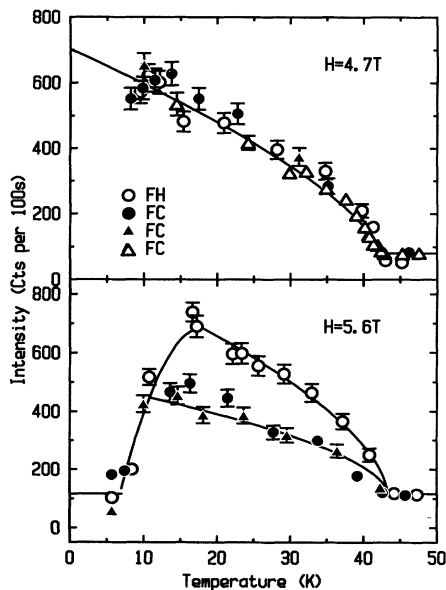 800
600
400
200
0
H=4.7T
FH
FC
FC
FC
Intensity (Cts per 100s)
800
600
400
200
0
H=5.6T
0 10 20 30 40 50
Temperature (K)